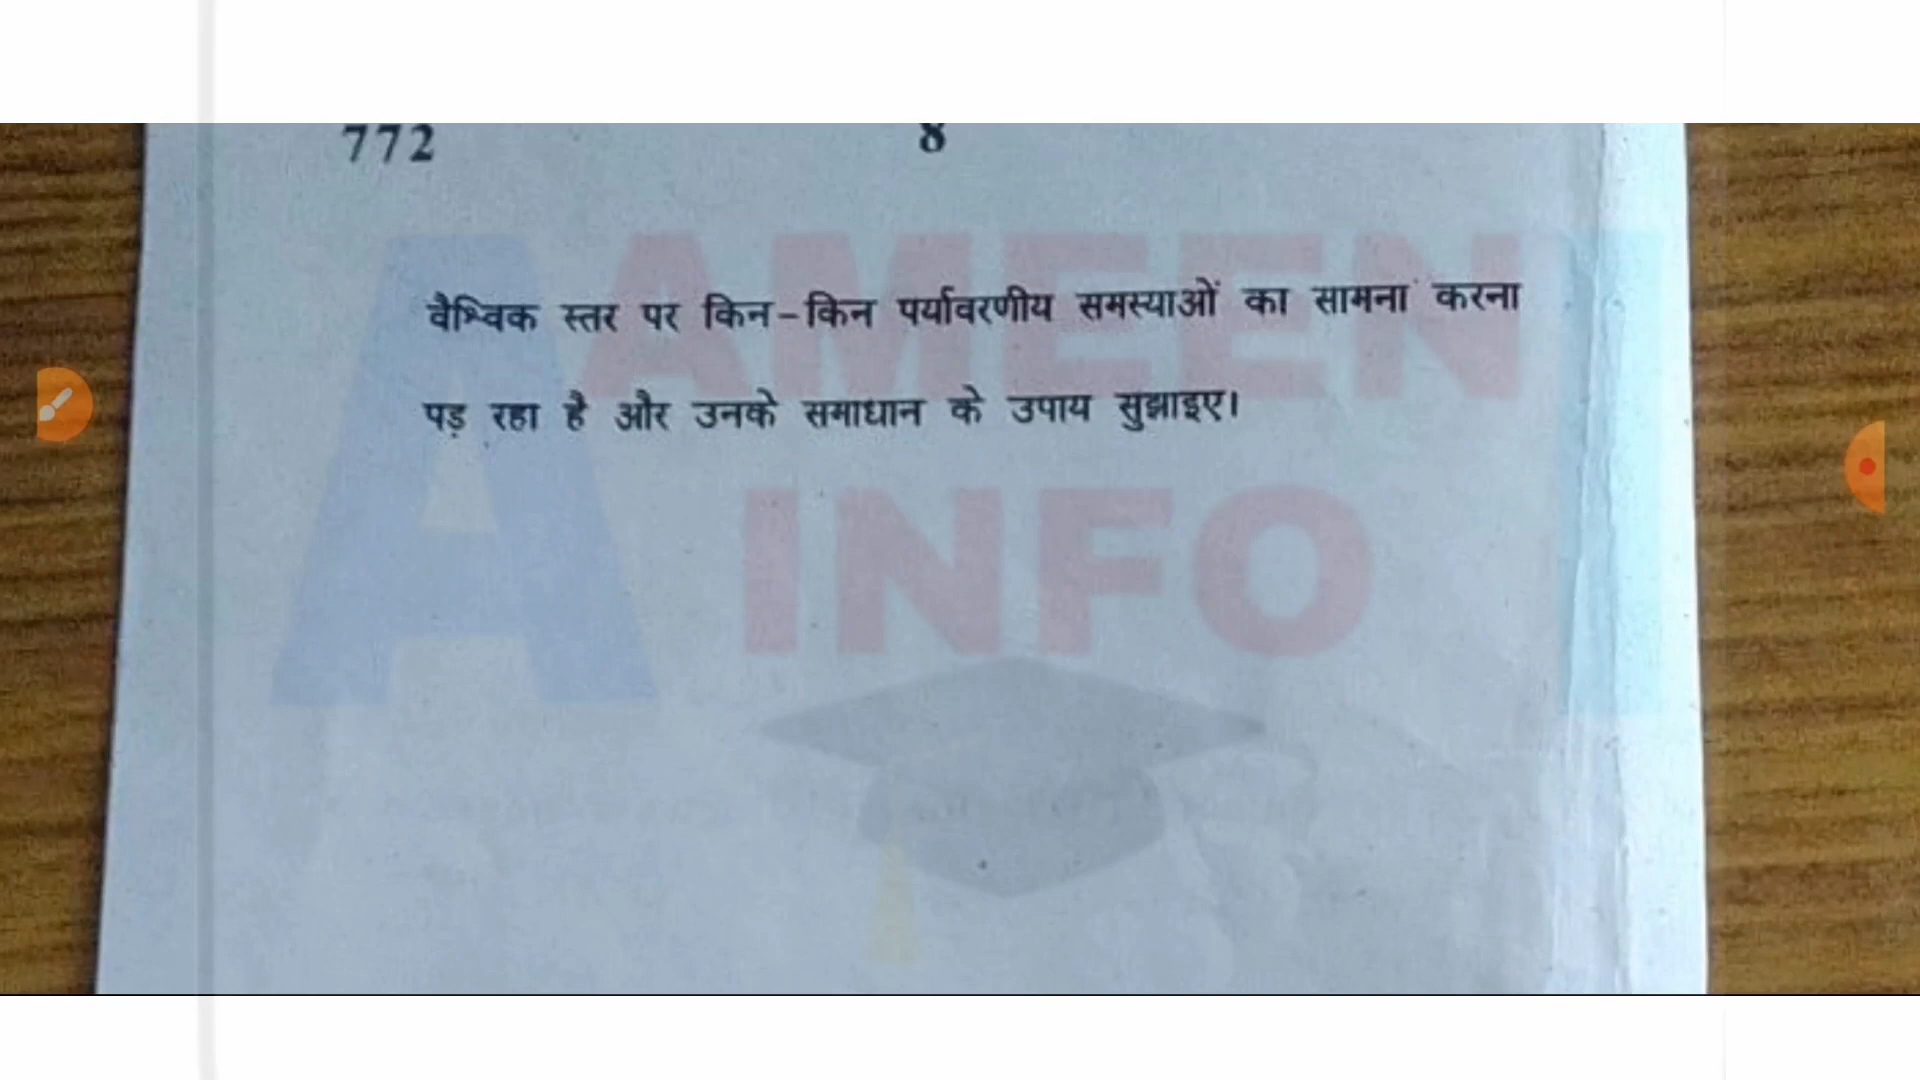 772 8
वैश्विक स्तर पर किन-किन पर्यावरणीय समस्याओं का सामना करना
पड़ रहा है और उनके समाधान के उपाय सुझाइए।
A AMEEN
INFO